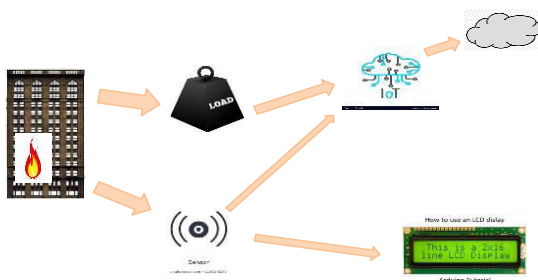 LOAD
IoT
Sensor
How to use an LCD display
This is a 2x16
line LCD Display
Arduino Tutorial